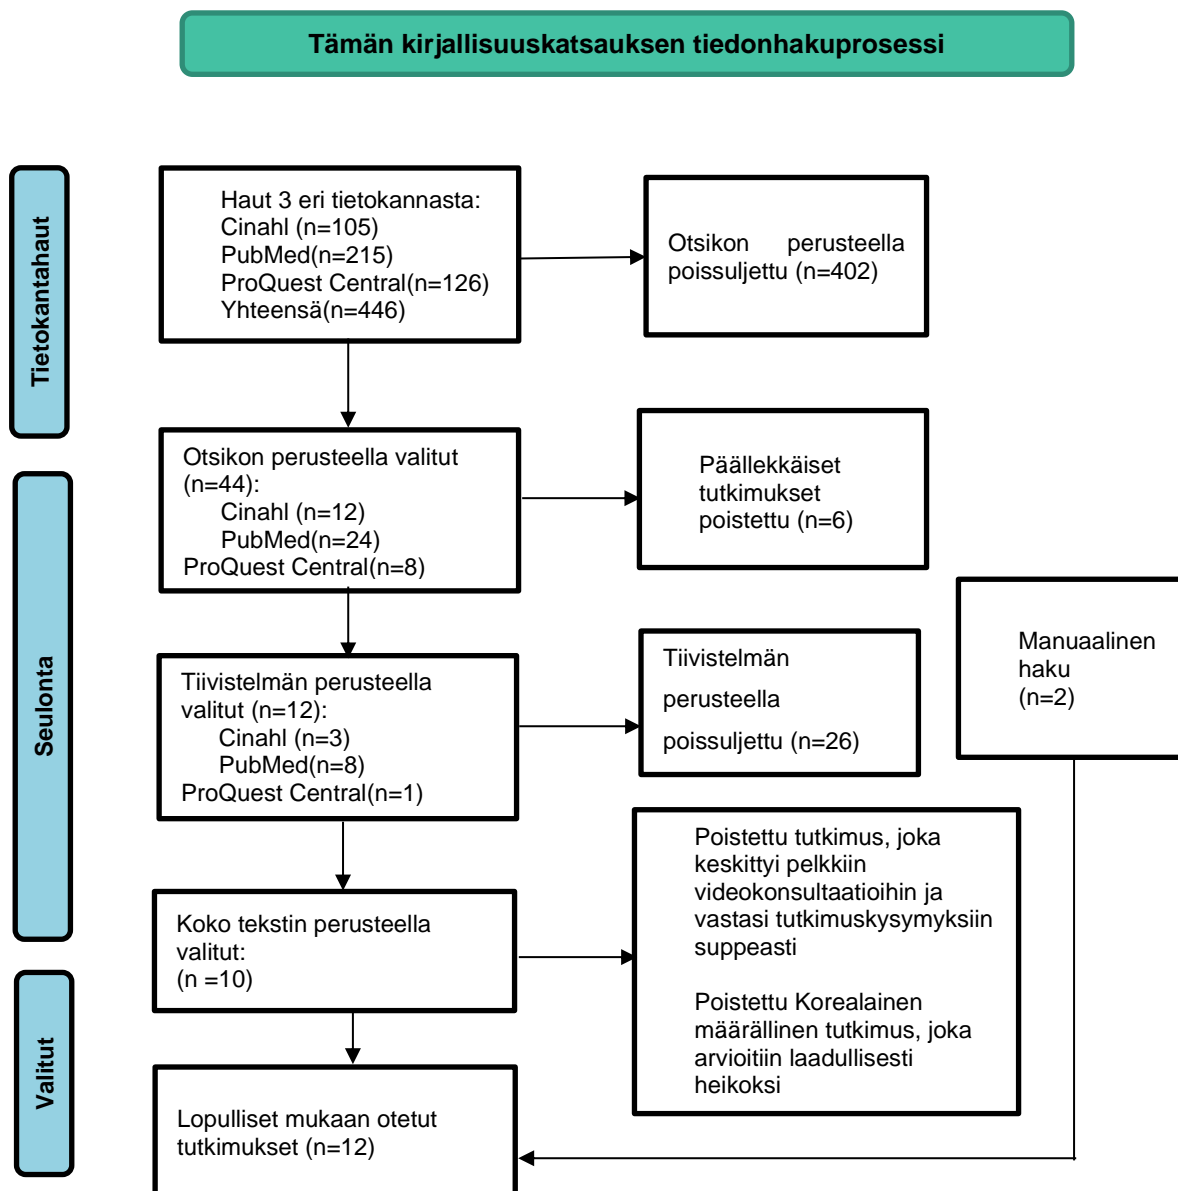 Tämän kirjallisuuskatsauksen tiedonhakuprosessi
Tietokantahaut
Haut 3 eri tietokannasta:
Cinahl (n=105)
PubMed(n=215)
ProQuest Central(n=126)
Yhteensä(n=446)
Otsikon perusteella
poissuljettu (n=402)
Seulonta
Otsikon perusteella valitut
(n=44):
Cinahl (n=12)
PubMed(n=24)
ProQuest Central(n=8)
Päällekkäiset
tutkimukset
poistettu (n=6)
Tiivistelmän perusteella
valitut (n=12):
Cinahl (n=3)
PubMed(n=8)
ProQuest Central(n=1)
Tiivistelmän
perusteella
poissuljettu (n=26)
Manuaalinen
haku
(n=2)
Koko tekstin perusteella
valitut:
(n =10)
Poistettu tutkimus, joka
keskittyi pelkkiin
videokonsultaatioihin ja
vastasi tutkimuskysymyksiin
suppeasti
Poistettu Korealainen
määrällinen tutkimus, joka
arvioitiin laadullisesti
heikoksi
Valitut
Lopulliset mukaan otetut
tutkimukset (n=12)